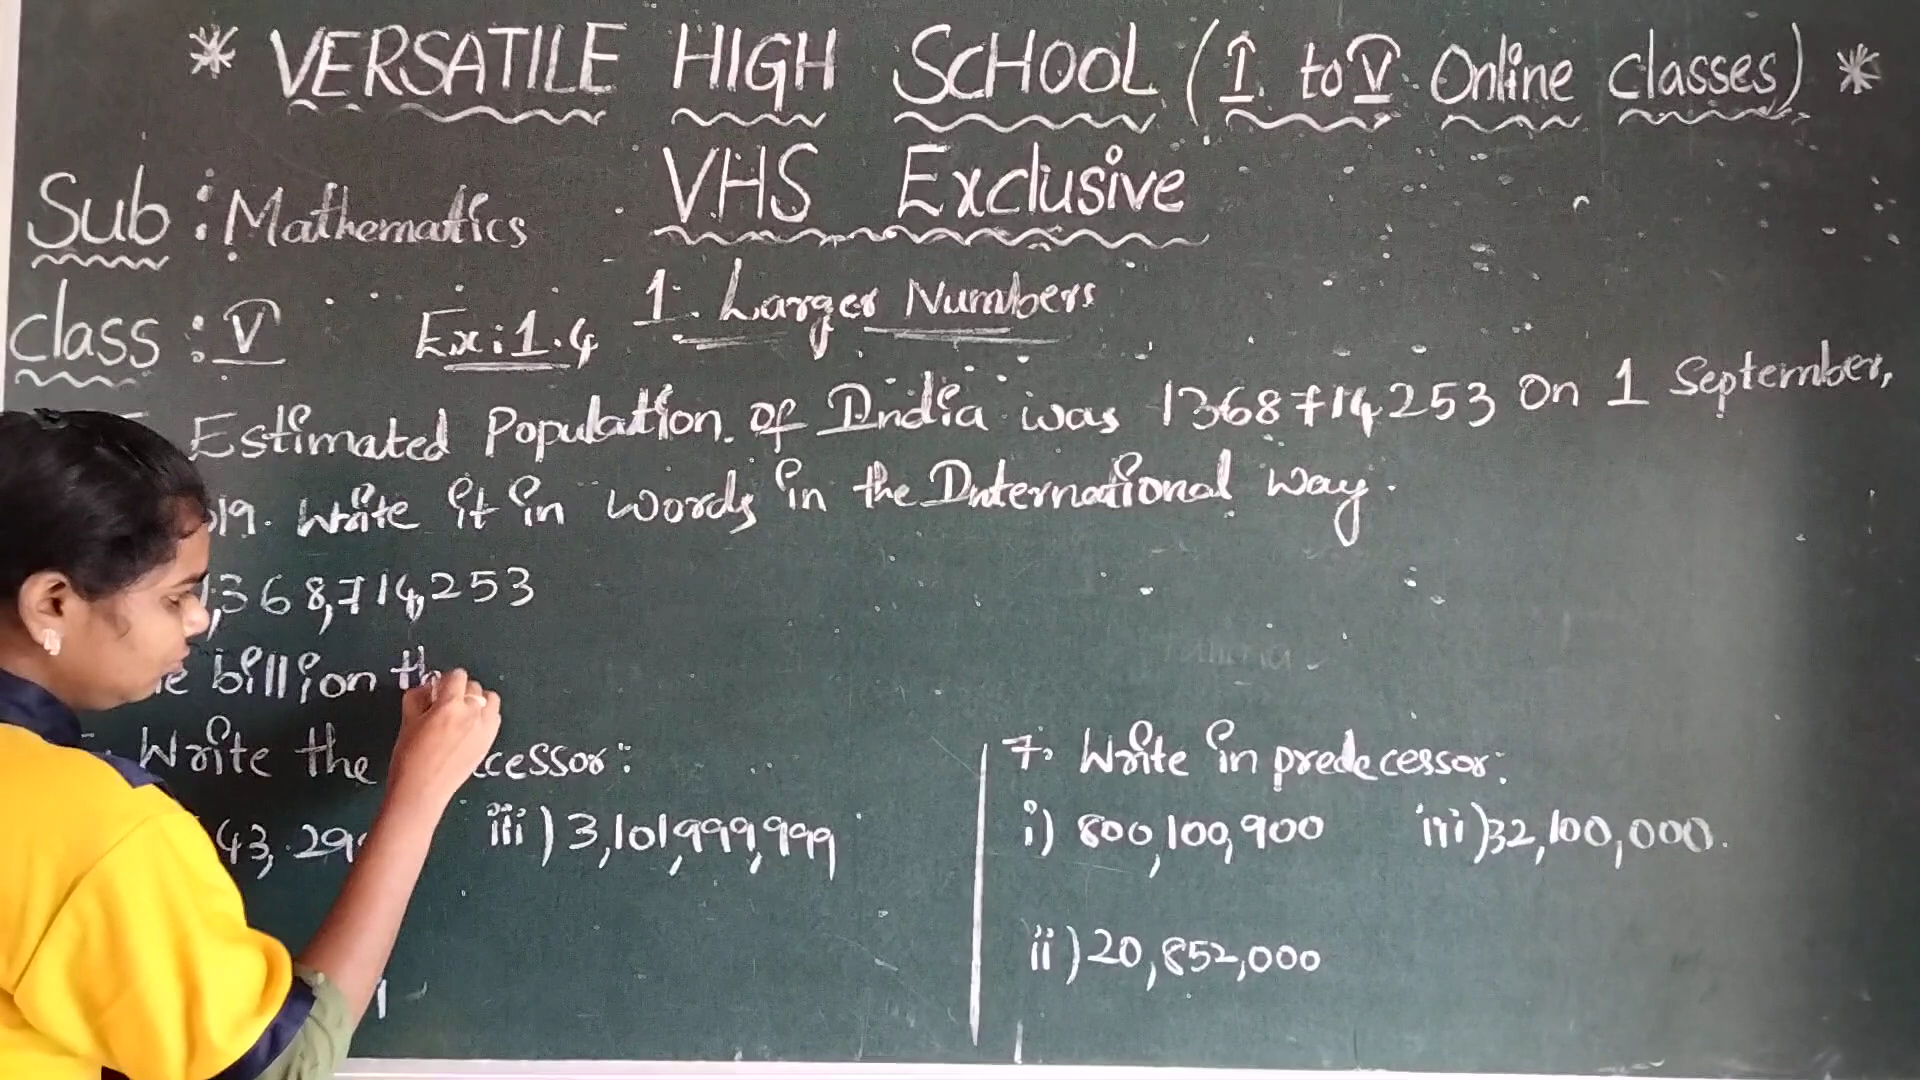 * VERSATILE HIGH SCHOOL (I to V Online classes) *
VHS Exclusive
Sub : Mathematics
1. Larger Numbers
class : V Ex:1.4
Estimated Population of India was 1368714253 On 1 September,
19. Write it in words in the International way.
1,368,714,253
billion
Write the
7. Write in predecessor:
43,29
iii) 3,101,999,999
i) 800,100,900
iii) 32,100,000.
ii) 20,852,000